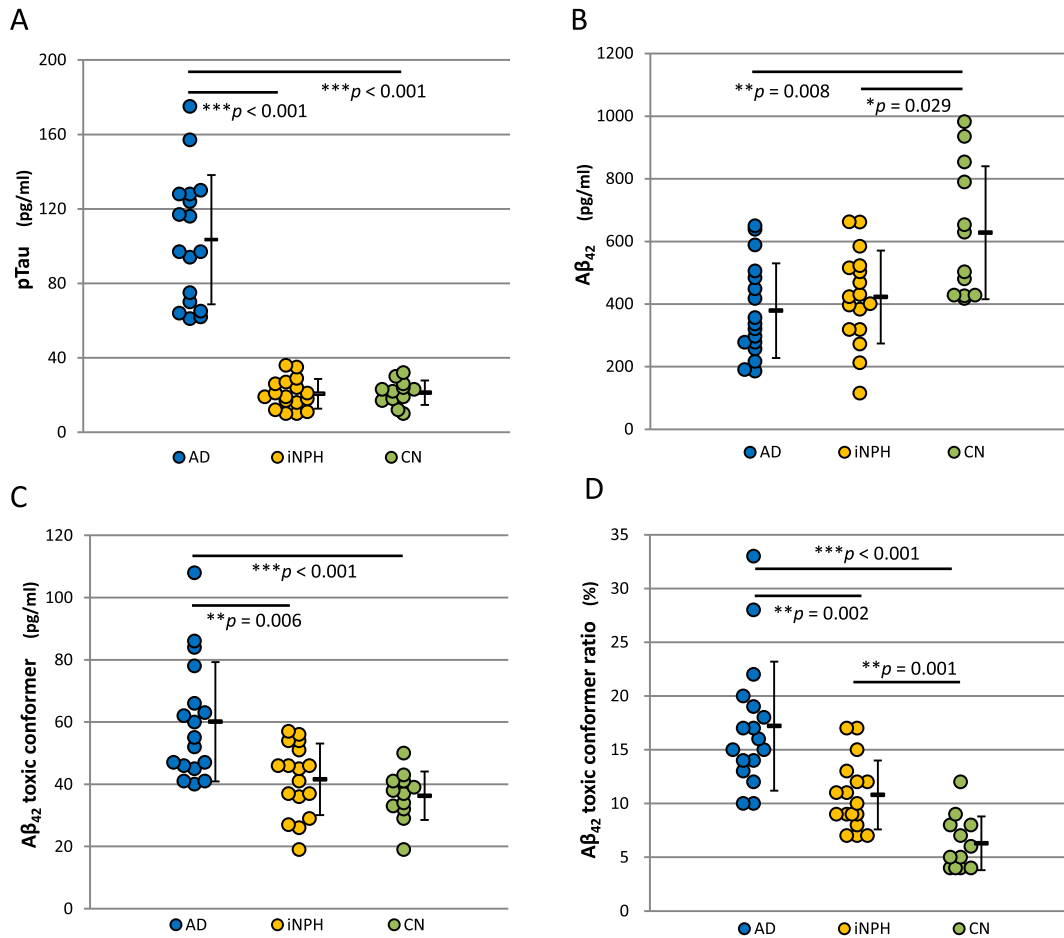 A
pTau (pg/ml)
200
160
120
80
40
0
***p < 0.001
***p < 0.001
AD iNPH CN
B
Aβ42 (pg/ml)
1200
1000
800
600
400
200
0
**p = 0.008
*p = 0.029
AD iNPH CN
C
Aβ42 toxic conformer (pg/ml)
120
100
80
60
40
20
0
***p < 0.001
**p = 0.006
AD iNPH CN
D
Aβ42 toxic conformer ratio (%)
35
30
25
20
15
10
5
0
***p < 0.001
**p = 0.002
**p = 0.001
AD iNPH CN